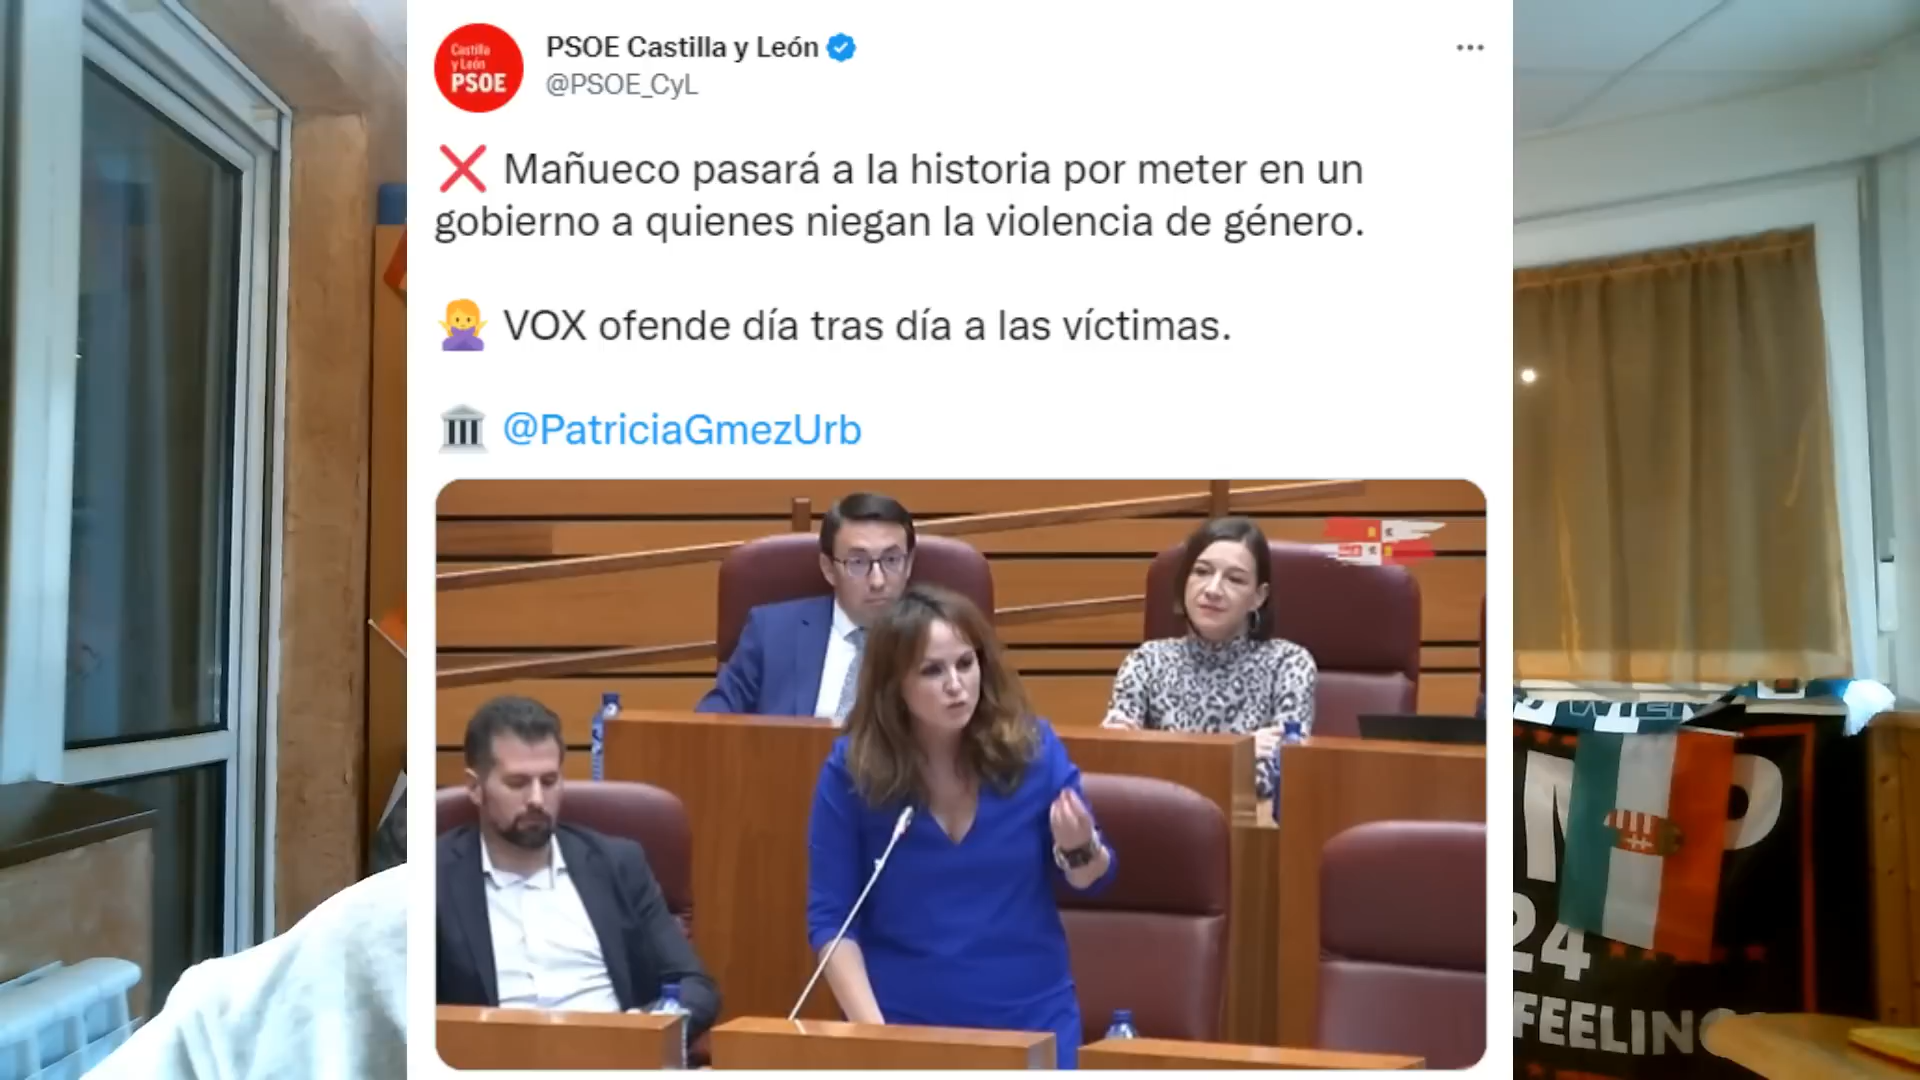 Castilla
y León
PSOE
PSOE Castilla y León
@PSOE_CyL
Mañueco pasará a la historia por meter en un
gobierno a quienes niegan la violencia de género.
VOX ofende día tras día a las víctimas.
@PatriciaGmezUrb
24
FEELING